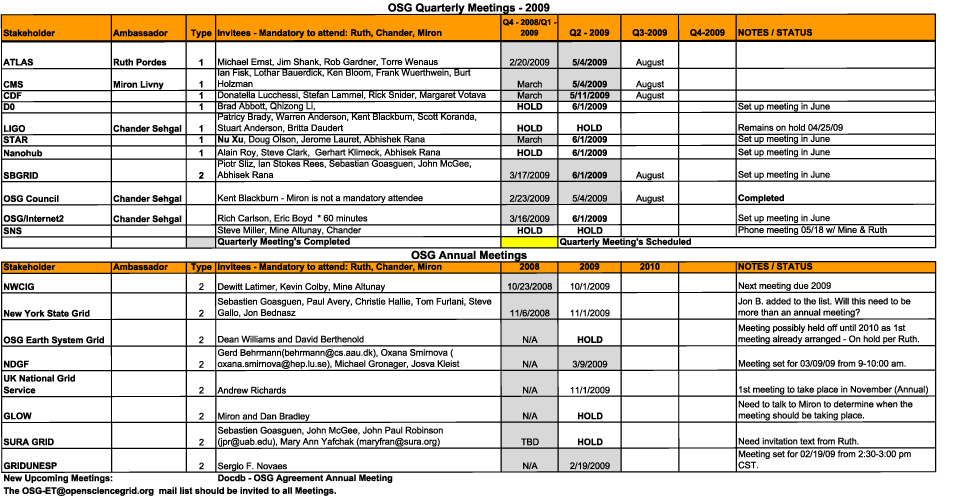 OSG Quarterly Meetings - 2009
Stakeholder Ambassador Type Invitees - Mandatory to attend: Ruth, Chander, Miron Q4 - 2008/Q1 - 2009 Q2 - 2009 Q3-2009 Q4-2009 NOTES / STATUS
ATLAS Ruth Pordes 1 Michael Ernst, Jim Shank, Rob Gardner, Torre Wenaus 2/20/2009 5/4/2009 August
CMS Miron Livny 1 Ian Fisk, Lothar Bauerdick, Ken Bloom, Frank Wuerthwein, Burt Holzman March 5/4/2009 August
CDF 1 Donatella Lucchessi, Stefan Lammel, Rick Snider, Margaret Votava March 5/11/2009 August
D0 1 Brad Abbott, Qhizong Li, HOLD 6/1/2009 Set up meeting in June
LIGO Chander Sehgal 1 Patricy Brady, Warren Anderson, Kent Blackburn, Scott Koranda, Stuart Anderson, Britta Daudert HOLD HOLD Remains on hold 04/25/09
STAR 1 Nu Xu, Doug Olson, Jerome Lauret, Abhishek Rana March 6/1/2009 Set up meeting in June
Nanohub 1 Alain Roy, Steve Clark, Gerhart Klimeck, Abhisek Rana HOLD 6/1/2009 Set up meeting in June
SBGRID 2 Piotr Sliz, Ian Stokes Rees, Sebastian Goasguen, John McGee, Abhisek Rana 3/17/2009 6/1/2009 August Set up meeting in June
OSG Council Chander Sehgal Kent Blackburn - Miron is not a mandatory attendee 2/23/2009 5/4/2009 August Completed
OSG/Internet2 Chander Sehgal Rich Carlson, Eric Boyd * 60 minutes 3/16/2009 6/1/2009 Set up meeting in June
SNS Steve Miller, Mine Altunay, Chander HOLD HOLD Phone meeting 05/18 w/ Mine & Ruth
Quarterly Meeting's Completed Quarterly Meeting's Scheduled
OSG Annual Meetings
Stakeholder Ambassador Type Invitees - Mandatory to attend: Ruth, Chander, Miron 2008 2009 2010 NOTES / STATUS
NWCIG 2 Dewitt Latimer, Kevin Colby, Mine Altunay 10/23/2008 10/1/2009 Next meeting due 2009
New York State Grid 2 Sebastien Goasguen, Paul Avery, Christie Hallie, Tom Furlani, Steve Gallo, Jon Bednasz 11/6/2008 11/1/2009 Jon B. added to the list. Will this need to be more than an annual meeting?
OSG Earth System Grid 2 Dean Williams and David Berthenold N/A HOLD Meeting possibly held off until 2010 as 1st meeting already arranged - On hold per Ruth.
NDGF 2 Gerd Behrmann(behrmann@cs.aau.dk), Oxana Smirnova ( oxana.smirnova@hep.lu.se), Michael Gronager, Josva Kleist N/A 3/9/2009 Meeting set for 03/09/09 from 9-10:00 am.
UK National Grid Service 2 Andrew Richards N/A 11/1/2009 1st meeting to take place in November (Annual)
GLOW 2 Miron and Dan Bradley N/A HOLD Need to talk to Miron to determine when the meeting should be taking place.
SURA GRID 2 Sebastien Goasguen, John McGee, John Paul Robinson (jpr@uab.edu), Mary Ann Yafchak (maryfran@sura.org) TBD HOLD Need invitation text from Ruth.
GRIDUNESP 2 Sergio F. Novaes N/A 2/19/2009 Meeting set for 02/19/09 from 2:30-3:00 pm CST.
New Upcoming Meetings: Docdb - OSG Agreement Annual Meeting
The OSG-ET@opensciencegrid.org mail list should be invited to all Meetings.